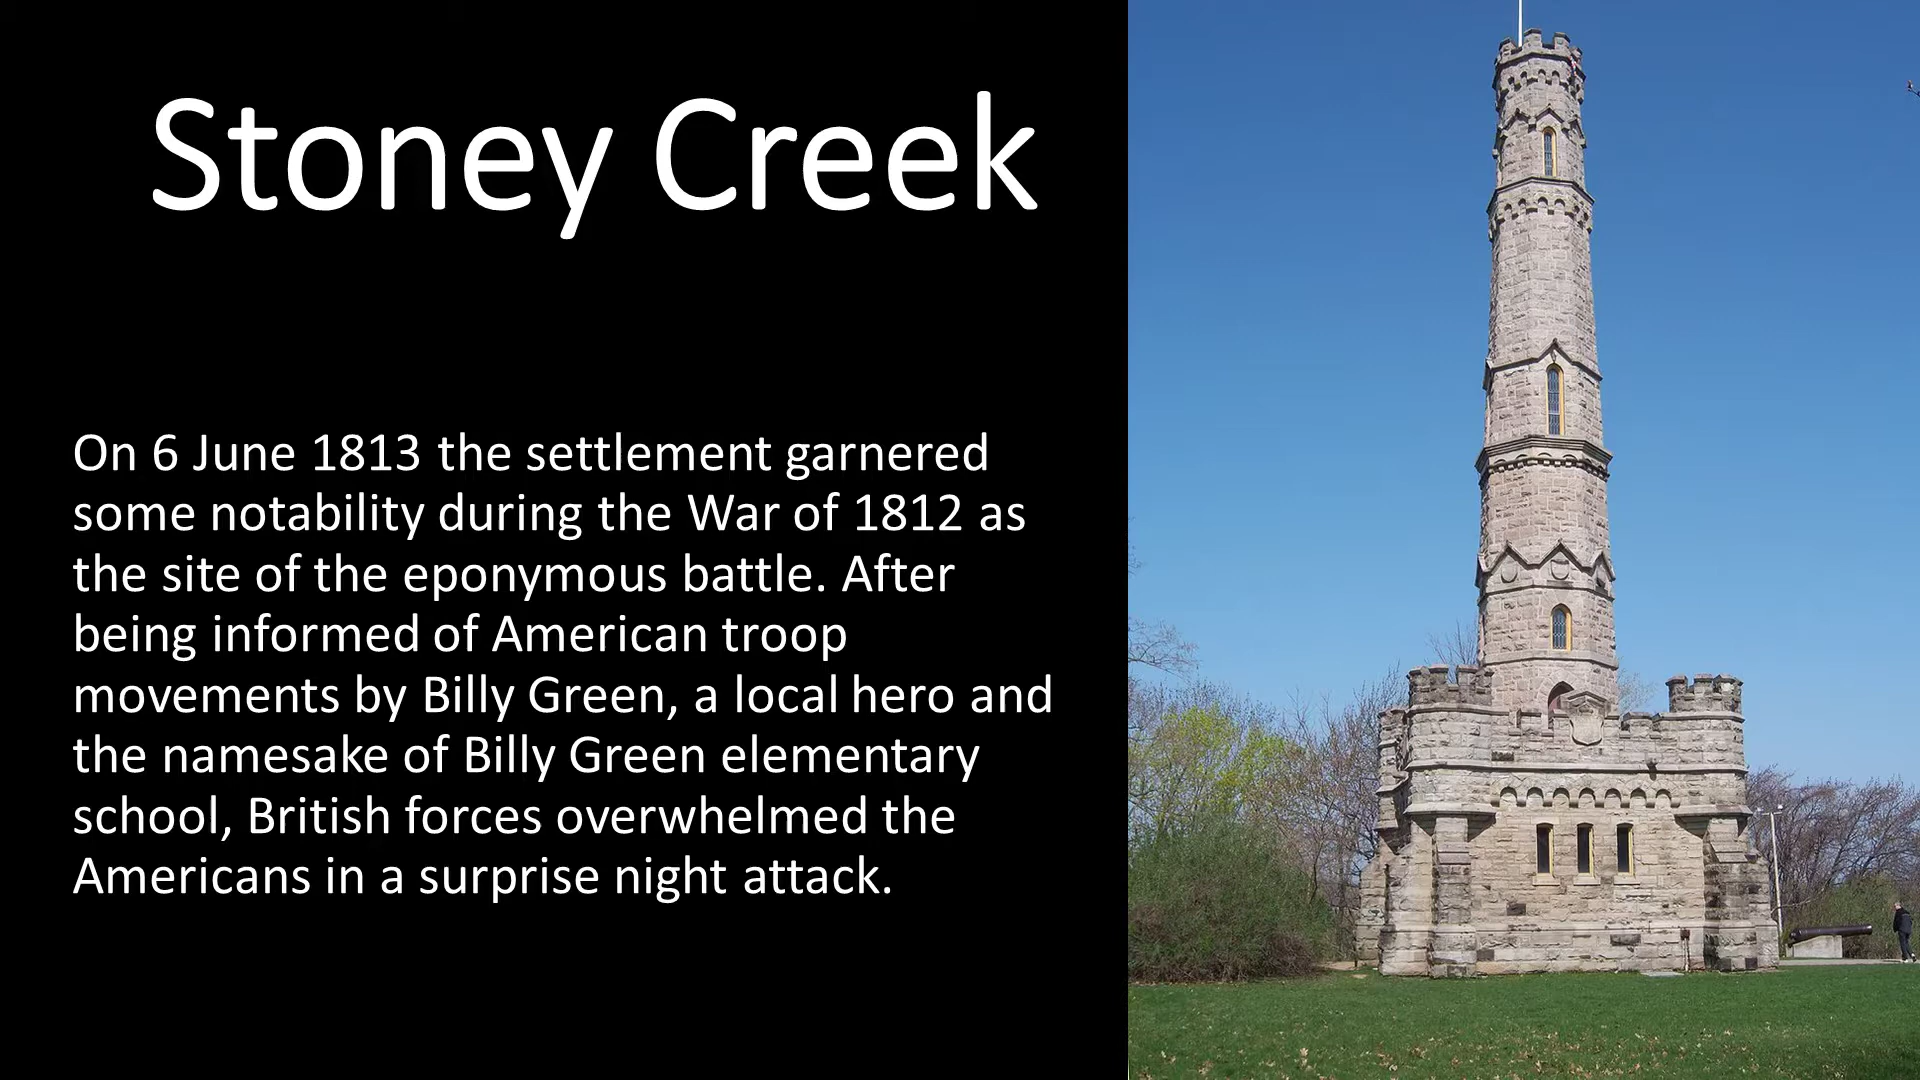 Stoney Creek
On 6 June 1813 the settlement garnered
some notability during the War of 1812 as
the site of the eponymous battle. After
being informed of American troop
movements by Billy Green, a local hero and
the namesake of Billy Green elementary
school, British forces overwhelmed the
Americans in a surprise night attack.